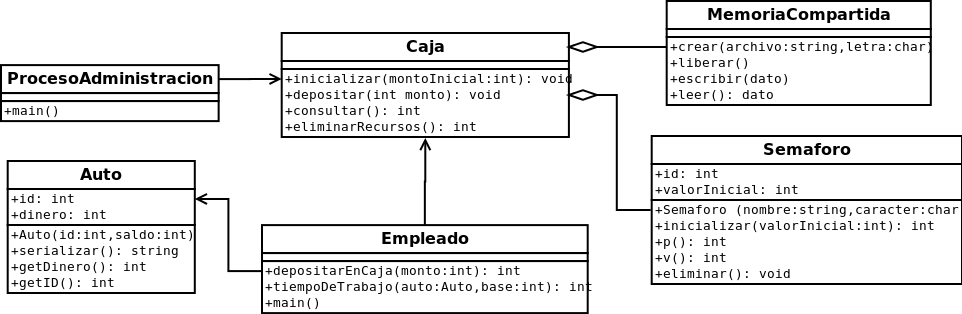 ProcesoAdministracion
+main()
Caja
+inicializar(montoInicial:int): void
+depositar(int monto): void
+consultar(): int
+eliminarRecursos(): int
MemoriaCompartida
+crear(archivo:string,letra:char)
+liberar()
+escribir(dato)
+leer(): dato
Auto
+id: int
+dinero: int
+Auto(id:int,saldo:int)
+serializar(): string
+getDinero(): int
+getID(): int
Empleado
+depositarEnCaja(monto:int): int
+tiempoDeTrabajo(auto:Auto,base:int): int
+main()
Semaforo
+id: int
+valorInicial: int
+Semaforo (nombre:string,caracter:char
+inicializar(valorInicial:int): int
+p(): int
+v(): int
+eliminar(): void